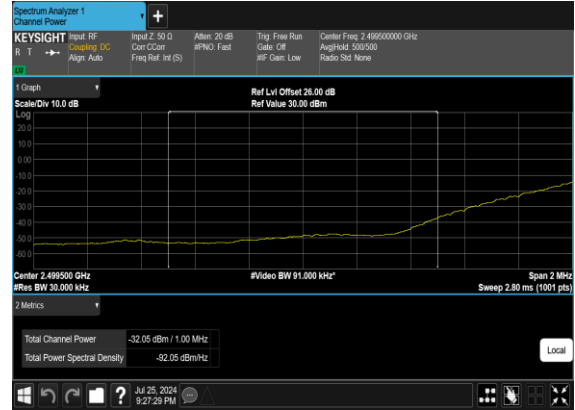 Spectrum Analyzer 1
Channel Power
KEYSIGHT
R T
Input: RF
Coupling: DC
Align: Auto
Input Z: 50 Ω
Corr CCorr
Freq Ref: Int (S)
Atten: 20 dB
#PNO: Fast
Trig: Free Run
Gate: Off
#IF Gain: Low
Center Freq: 2.499500000 GHz
Avg|Hold: 500/500
Radio Std: None
1 Graph
Scale/Div 10.0 dB
Ref Lvl Offset 26.00 dB
Ref Value 30.00 dBm
Log
20.0
10.0
0.00
-10.0
-20.0
-30.0
-40.0
-50.0
-60.0
Center 2.499500 GHz
#Video BW 91.000 kHz*
Span 2 MHz
#Res BW 30.000 kHz
Sweep 2.80 ms (1001 pts)
2 Metrics
Total Channel Power -32.05 dBm / 1.00 MHz
Total Power Spectral Density -92.05 dBm/Hz
Local
?
Jul 25, 2024
9:27:29 PM